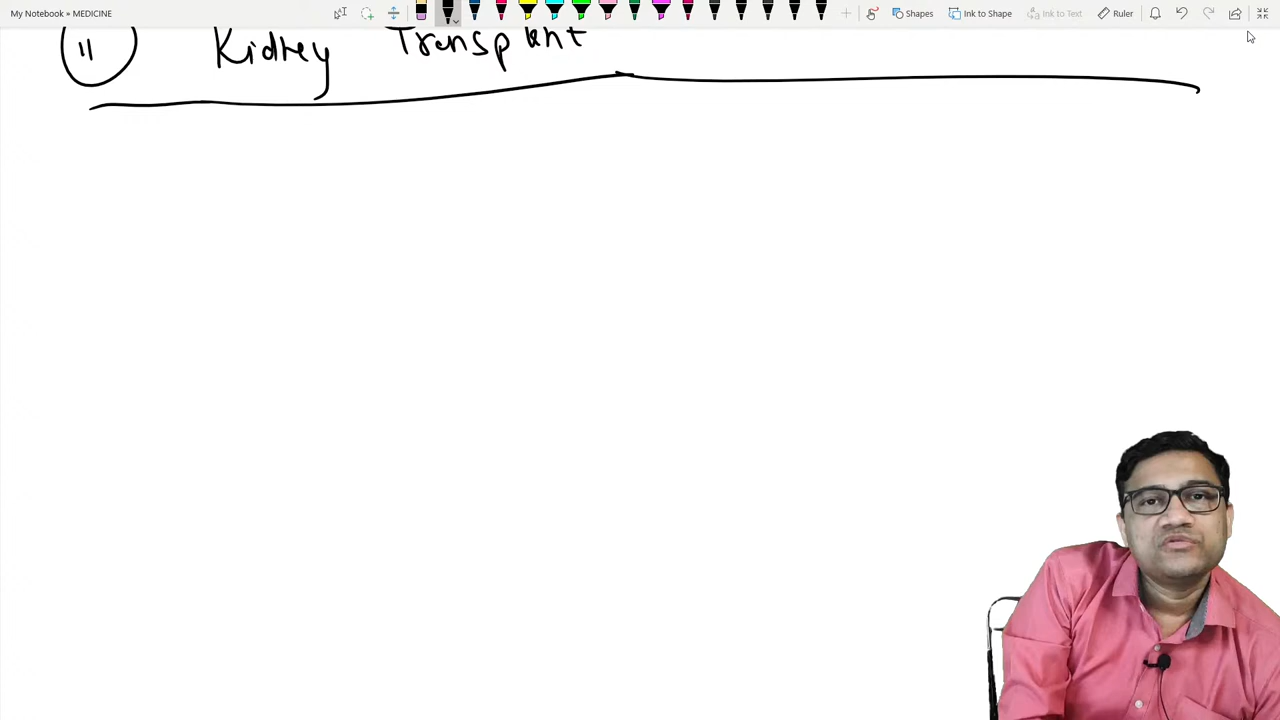 My Notebook » MEDICINE
Shapes
Ink to Shape
Ink to Text
Ruler
11 Kidney Transplant